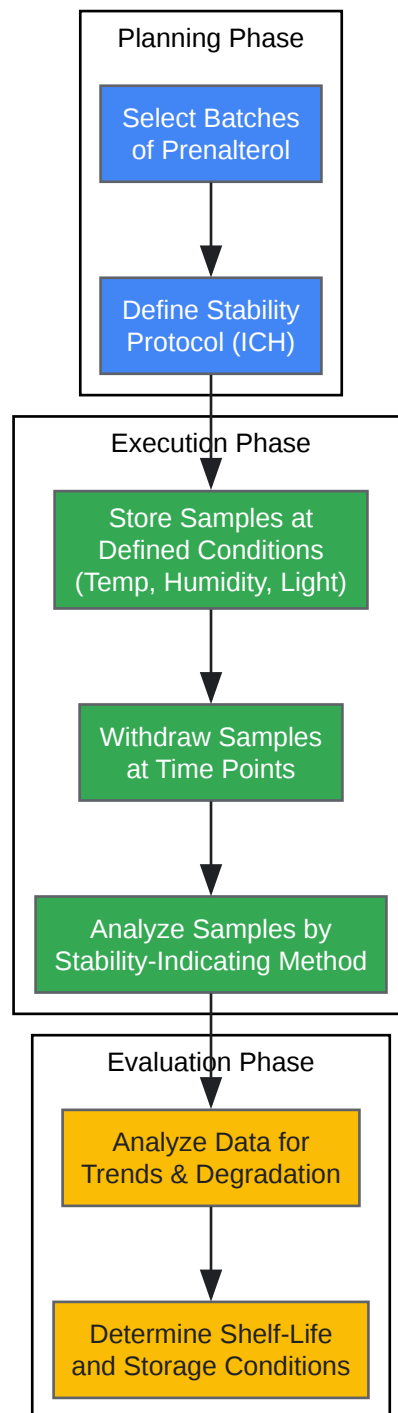 Planning Phase
Select Batches
of Prenalterol
Define Stability
Protocol (ICH)
Execution Phase
Store Samples at
Defined Conditions
(Temp, Humidity, Light)
Withdraw Samples
at Time Points
Analyze Samples by
Stability-Indicating Method
Evaluation Phase
Analyze Data for
Trends & Degradation
Determine Shelf-Life
and Storage Conditions